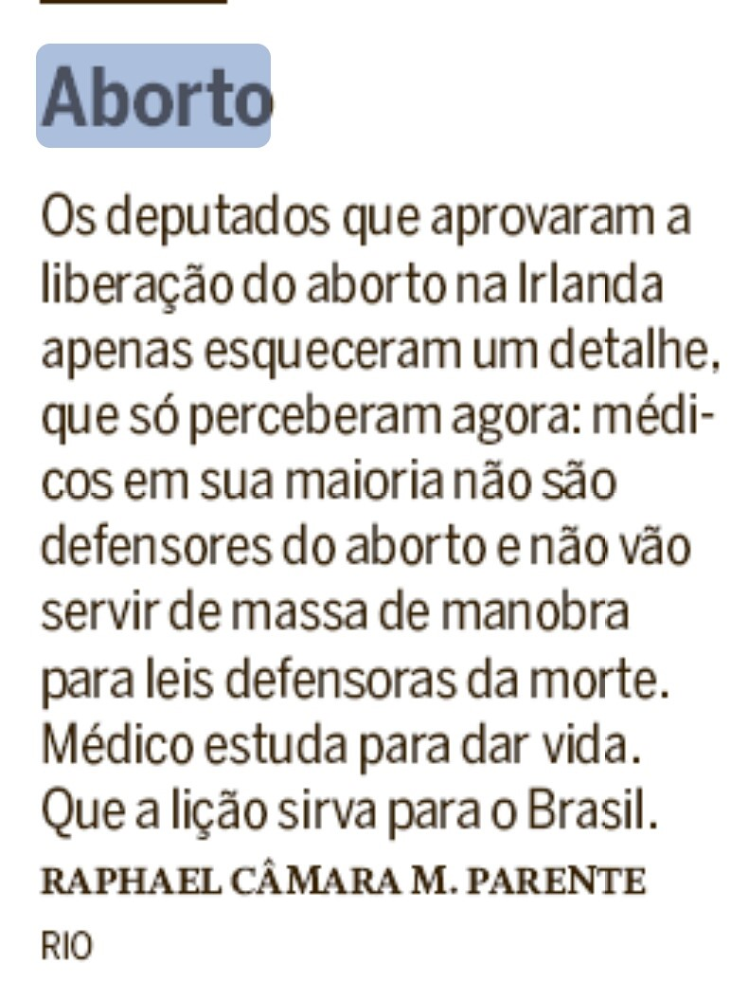 Aborto
Os deputados que aprovaram a
liberação do aborto na Irlanda
apenas esqueceram um detalhe,
que só perceberam agora: médi-
cos em sua maioria não são
defensores do aborto e não vão
servir de massa de manobra
para leis defensoras da morte.
Médico estuda para dar vida.
Que a lição sirva para o Brasil.
RAPHAEL CÂMARA M. PARENTE
RIO